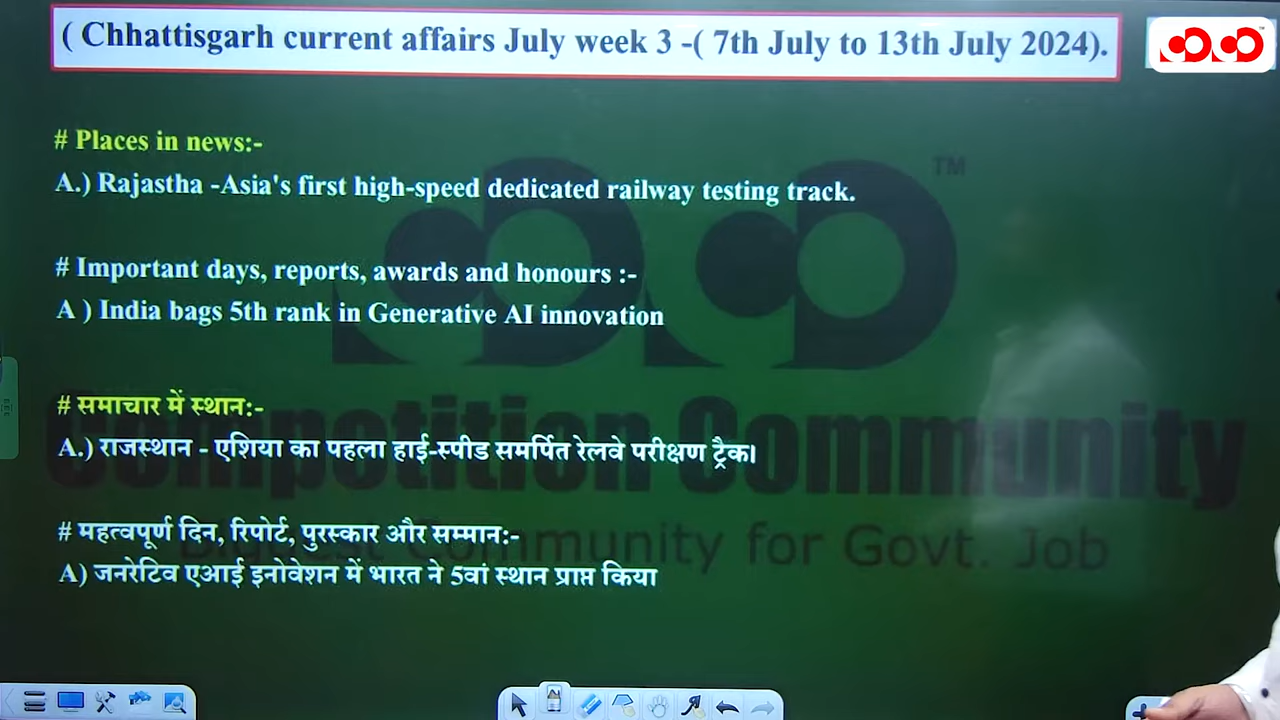 ( Chhattisgarh current affairs July week 3 -( 7th July to 13th July 2024).
# Places in news:-
A.) Rajastha -Asia's first high-speed dedicated railway testing track.
TM
# Important days, reports, awards and honours :-
A ) India bags 5th rank in Generative AI innovation
# समाचार में स्थान:-
Competition Community
A.) राजस्थान - एशिया का पहला हाई-स्पीड समर्पित रेलवे परीक्षण ट्रैक।
# महत्वपूर्ण दिन, रिपोर्ट, पुरस्कार और सम्मान:-
Biggest Community for Govt. Job
A) जनरेटिव एआई इनोवेशन में भारत ने 5वां स्थान प्राप्त किया